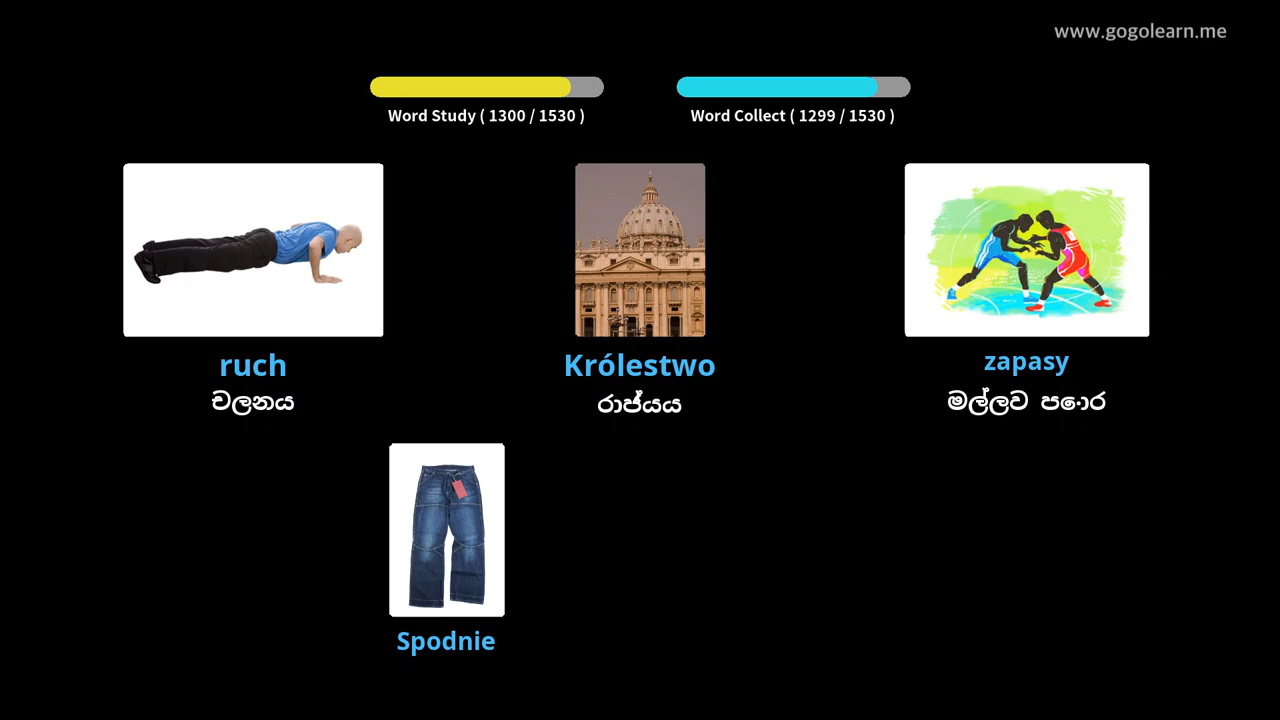 www.gogolearn.me
Word Study ( 1300 / 1530 )
Word Collect ( 1299 / 1530 )
ruch
Królestwo
zapasy
චලනය
රාජ්යය
මල්ලව පොර
Spodnie